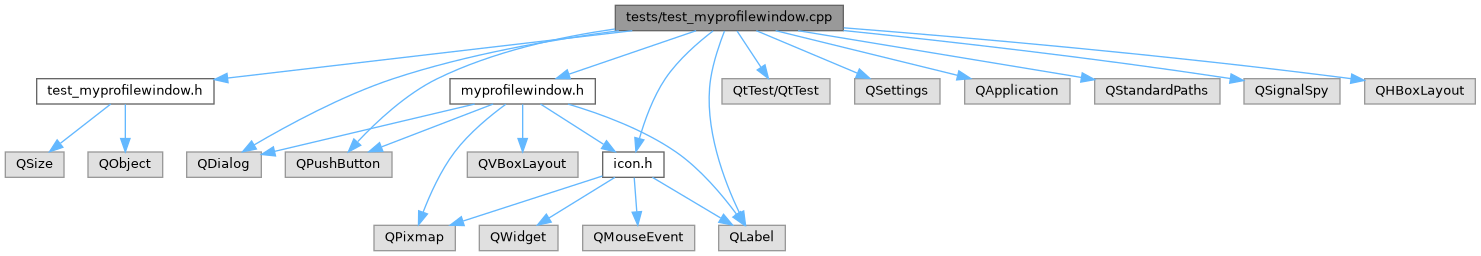 tests/test_myprofilewindow.cpp
test_myprofilewindow.h
myprofilewindow.h
QtTest/QtTest
QSettings
QApplication
QStandardPaths
QSignalSpy
QHBoxLayout
QSize
QObject
QDialog
QPushButton
QVBoxLayout
icon.h
QPixmap
QWidget
QMouseEvent
QLabel